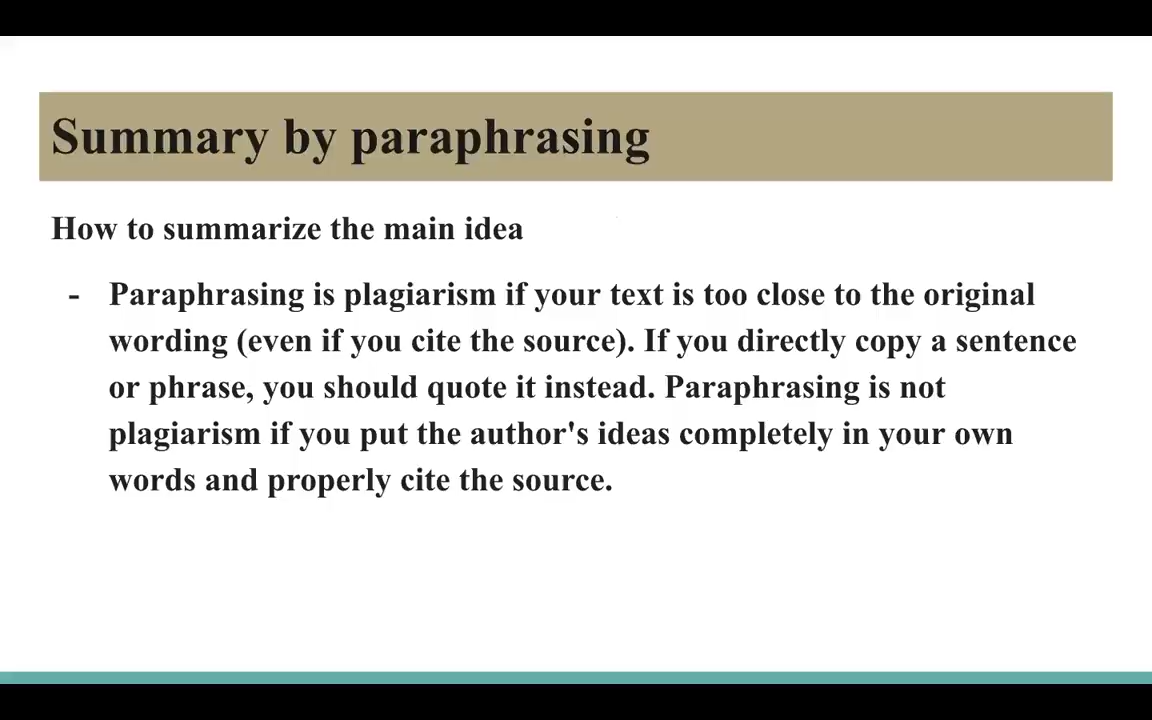 Summary by paraphrasing
How to summarize the main idea
- Paraphrasing is plagiarism if your text is too close to the original
wording (even if you cite the source). If you directly copy a sentence
or phrase, you should quote it instead. Paraphrasing is not
plagiarism if you put the author's ideas completely in your own
words and properly cite the source.